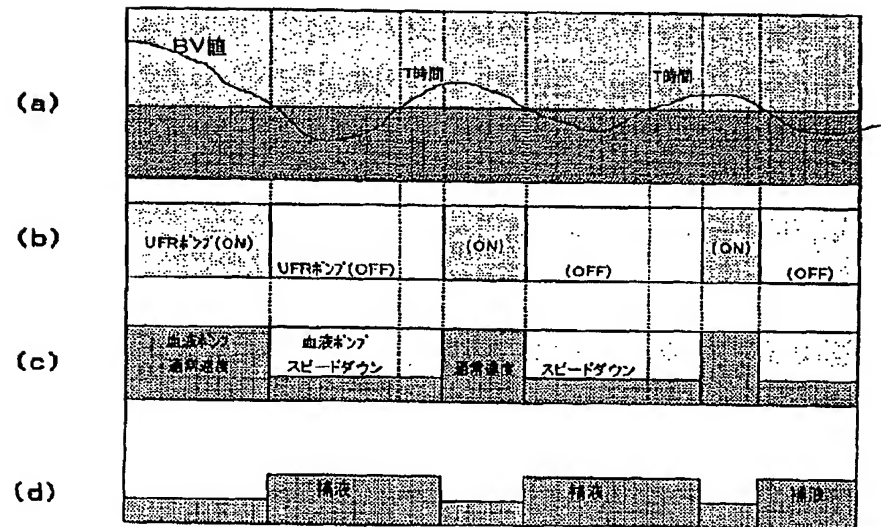 BV値
T時間
T時間
(a)
(b)
UFRポンプ(ON)
UFRポンプ(OFF)
(ON)
(OFF)
(ON)
(OFF)
(c)
血液ポンプ
通常速度
血液ポンプ
スピードダウン
通常速度
スピードダウン
(d)
補液
補液
補液